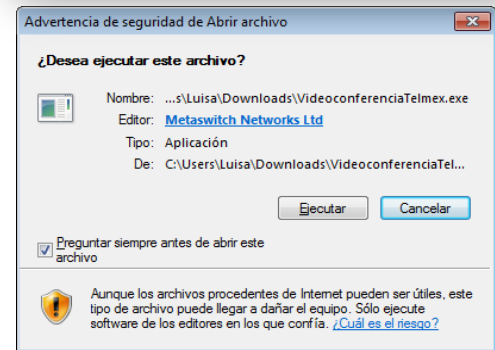 Advertencia de seguridad de Abrir archivo
¿Desea ejecutar este archivo?
Nombre: ...s\Luisa\Downloads\VideoconferenciaTelmex.exe
Editor: Metaswitch Networks Ltd
Tipo: Aplicación
De: C:\Users\Luisa\Downloads\VideoconferenciaTel...
Ejecutar Cancelar
Preguntar siempre antes de abrir este
archivo
Aunque los archivos procedentes de Internet pueden ser útiles, este
tipo de archivo puede llegar a dañar el equipo. Sólo ejecute
software de los editores en los que confía. ¿Cuál es el riesgo?